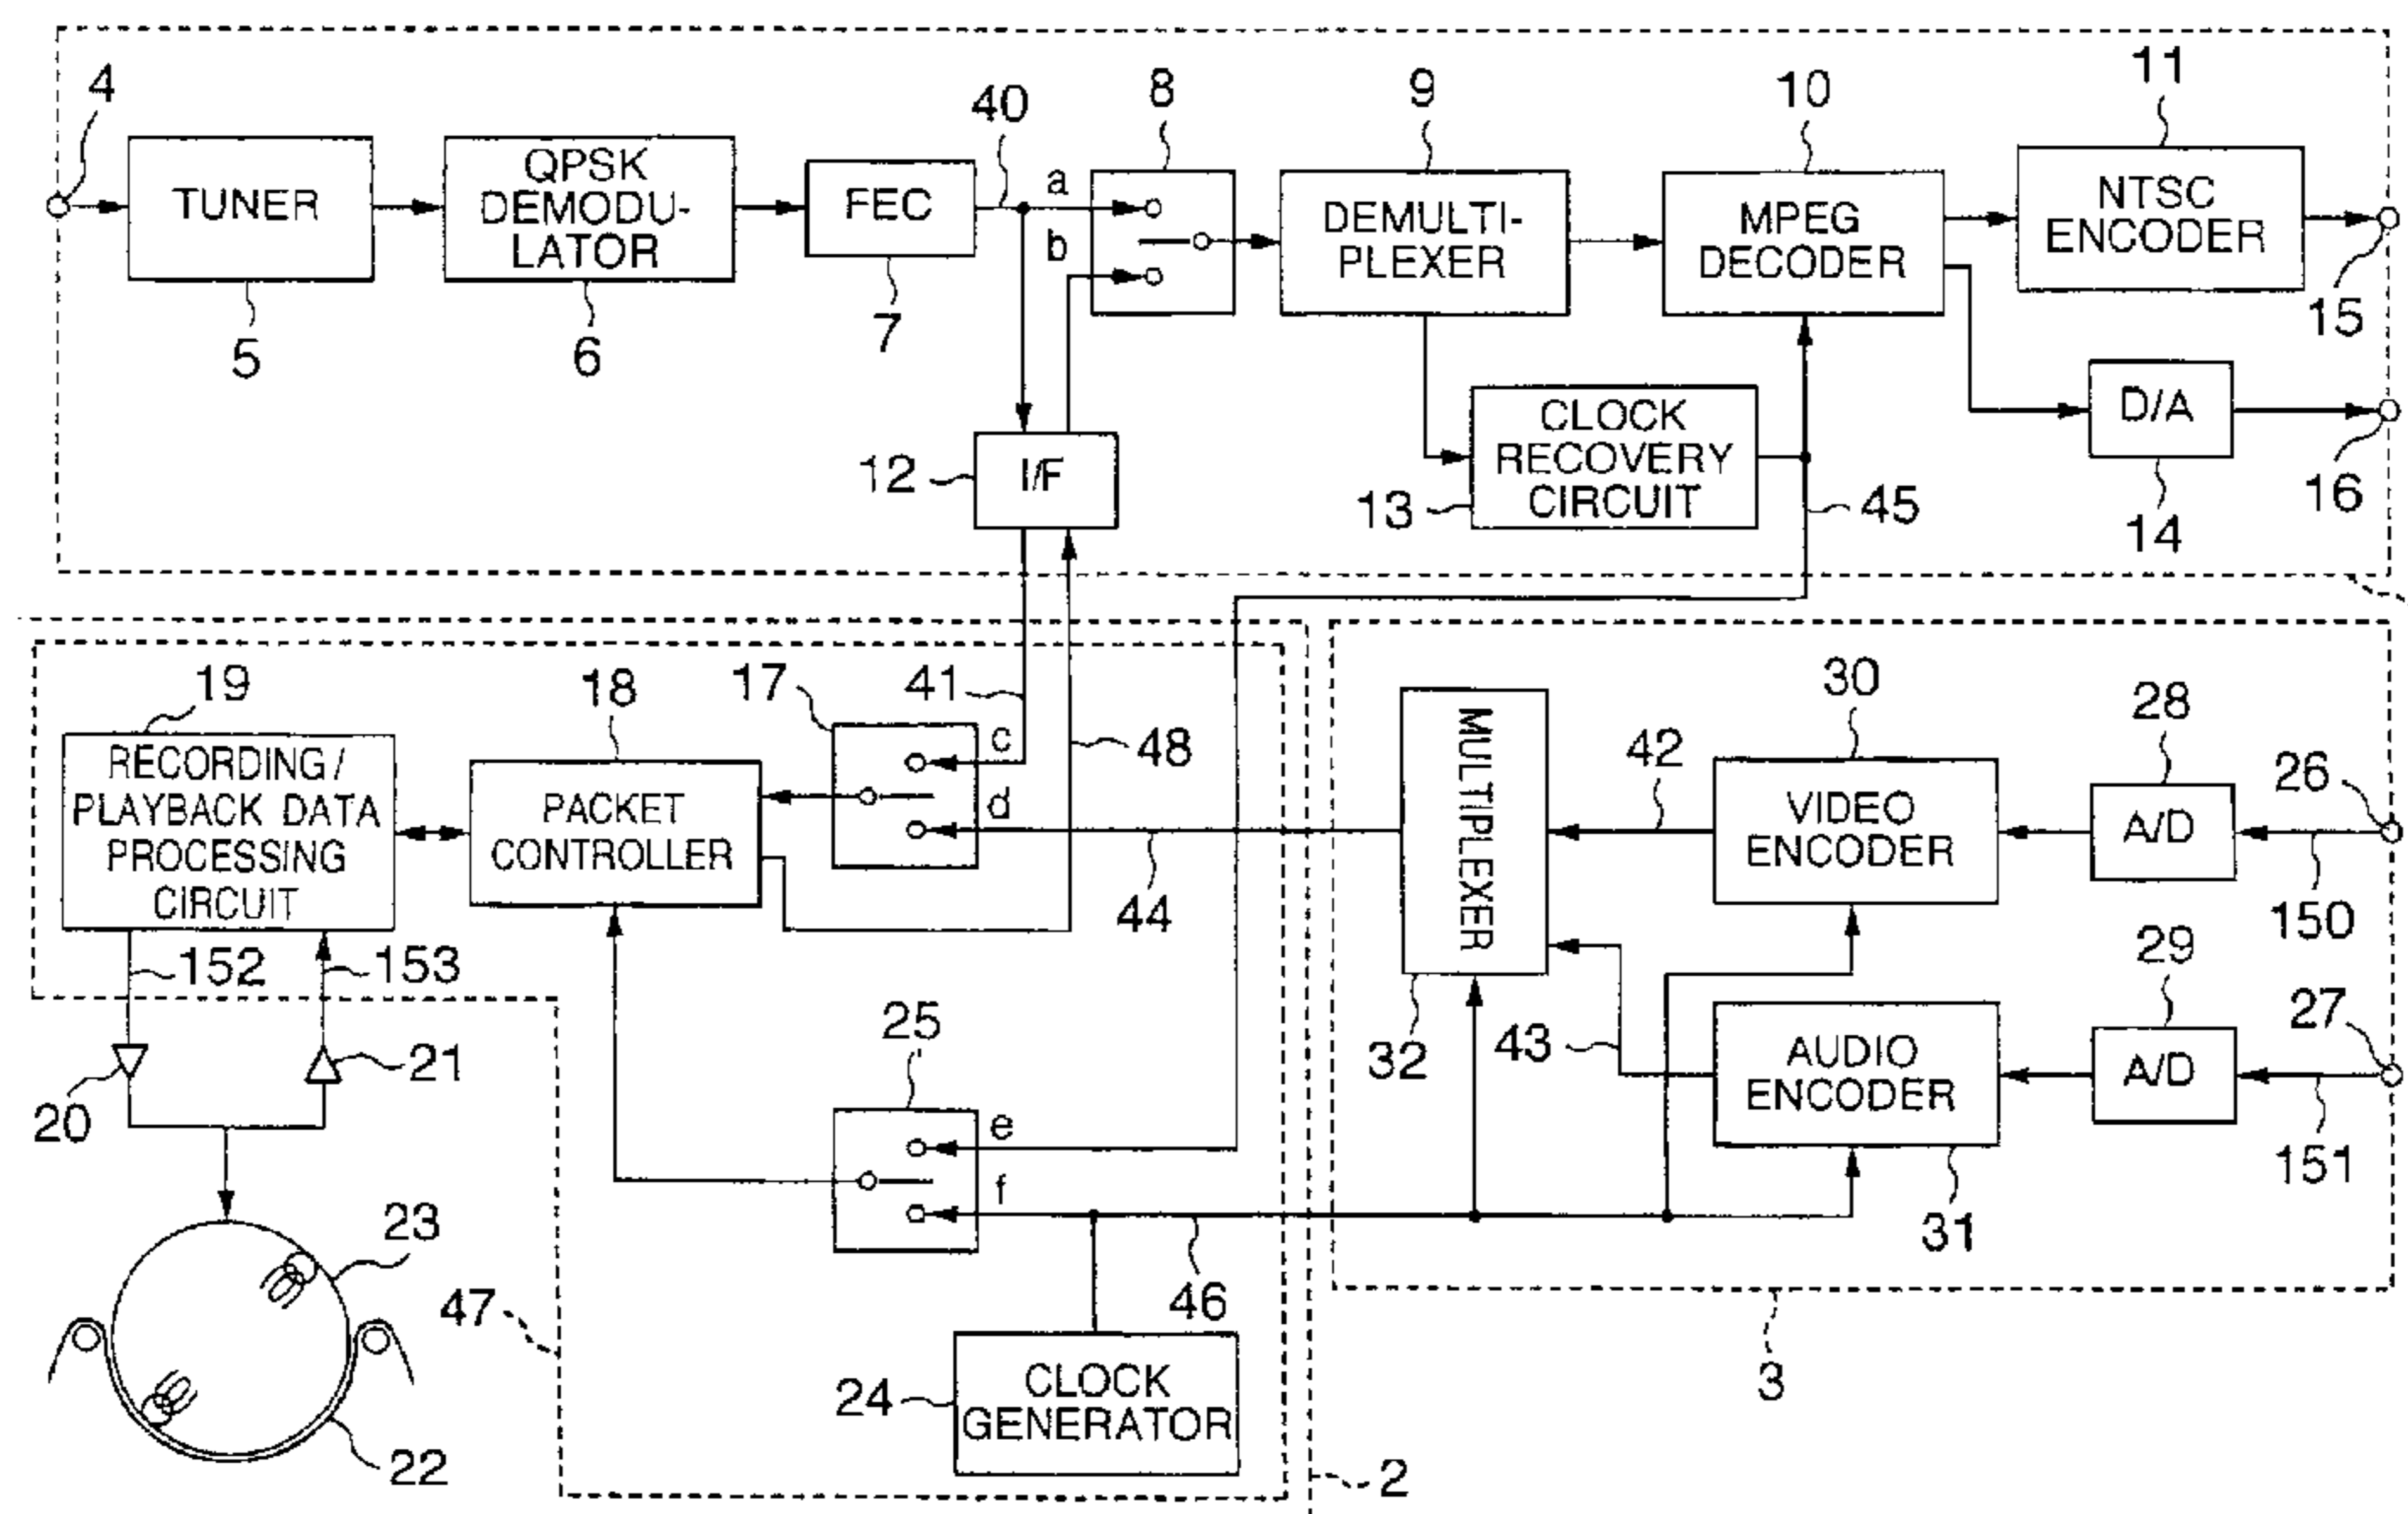 4
TUNER
5
QPSK
DEMODU-
LATOR
6
FEC
7
40
a
b
8
DEMULTI-
PLEXER
9
MPEG
DECODER
10
NTSC
ENCODER
11
15
D/A
14
16
I/F
12
CLOCK
RECOVERY
CIRCUIT
13
45
19
RECORDING/
PLAYBACK DATA
PROCESSING
CIRCUIT
18
PACKET
CONTROLLER
17
41
c
d
48
44
MULTIPLEXER
32
42
30
VIDEO
ENCODER
28
A/D
26
150
43
AUDIO
ENCODER
31
29
A/D
27
151
152
153
20
21
25
e
f
23
22
47
46
24
CLOCK
GENERATOR
2
3